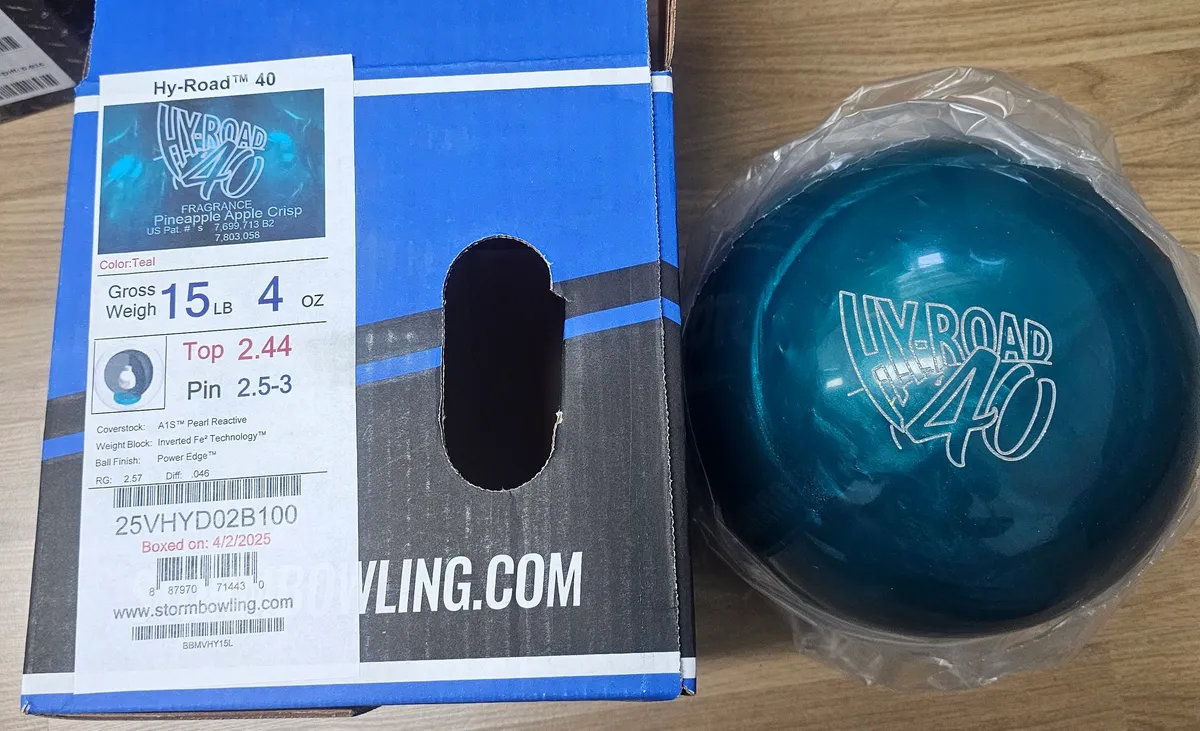 Hy-Road™ 40
HY-ROAD
40
FRAGRANCE
Pineapple Apple Crisp
US Pat. #'s 7,699,713 B2
7,803,058
Color:Teal
Gross
Weigh 15 LB 4 oz
Top 2.44
Pin 2.5-3
Coverstock: A1S™ Pearl Reactive
Weight Block: Inverted Fe² Technology™
Ball Finish: Power Edge™
RG: 2.57 Diff: .046
25VHYD02B100
Boxed on: 4/2/2025
8 87970 71443 0
www.stormbowling.com
BBMVHY15L
OWLING.COM
HY-ROAD
40